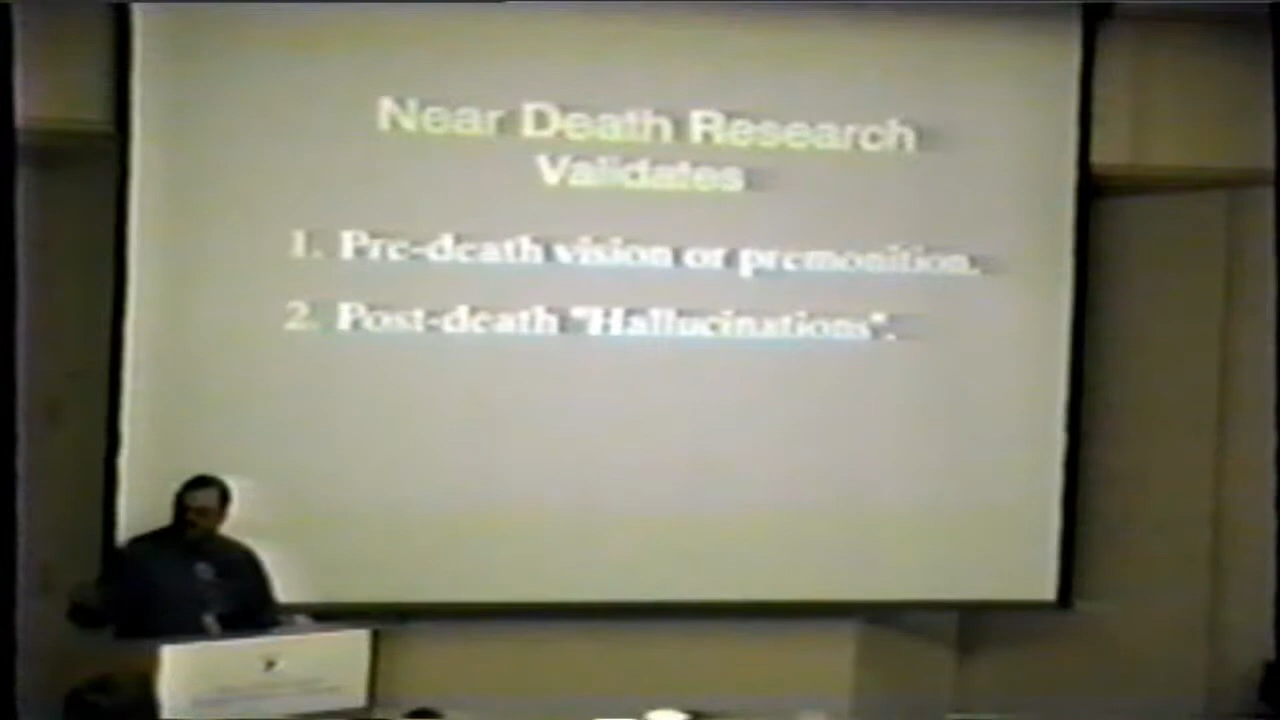 Near Death Research
Validates
1. Pre-death vision or premonition.
2. Post-death "Hallucinations".